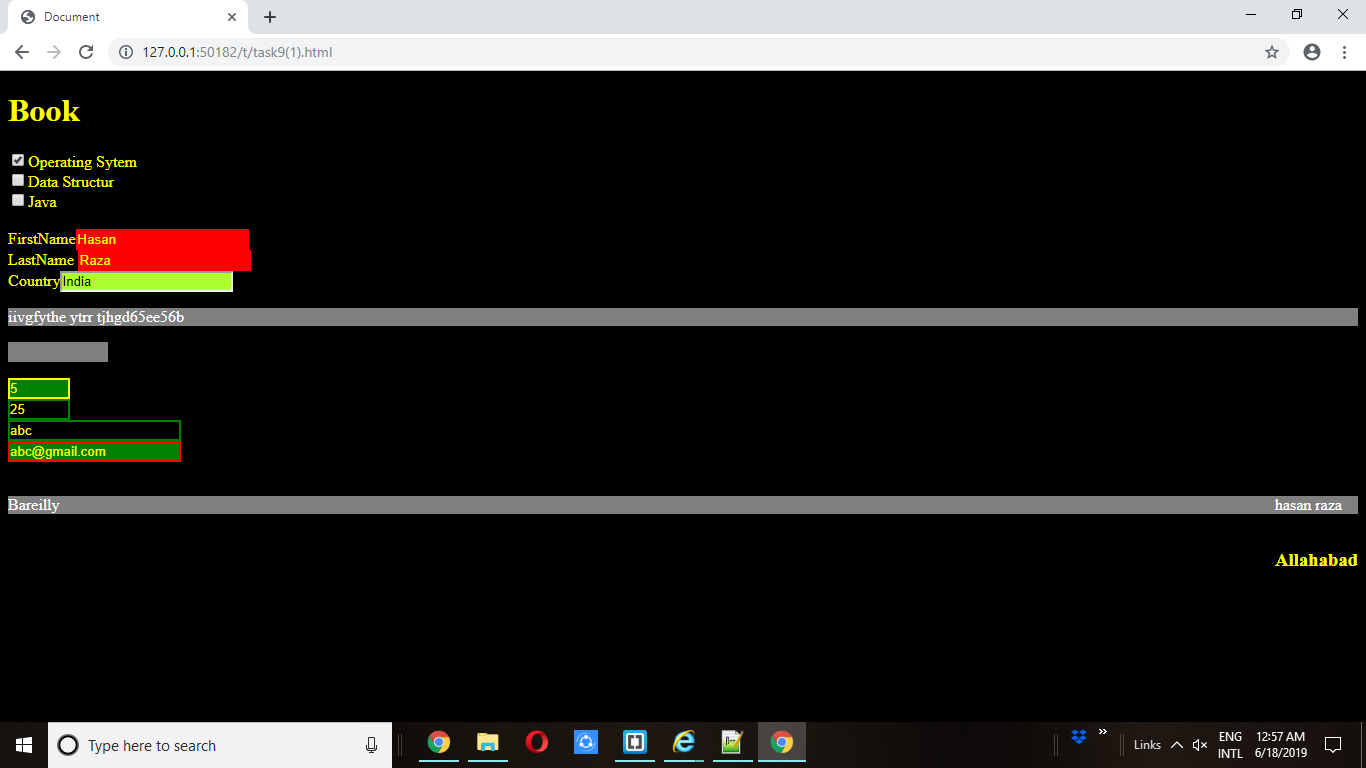 Document
127.0.0.1:50182/t/task9(1).html
Book
Operating Sytem
Data Structur
Java
FirstName Hasan
LastName Raza
Country India
iivgfythe ytrr tjhgd65ee56b
5
25
abc
abc@gmail.com
Bareilly hasan raza
Allahabad
Type here to search
Links
ENG
INTL
12:57 AM
6/18/2019